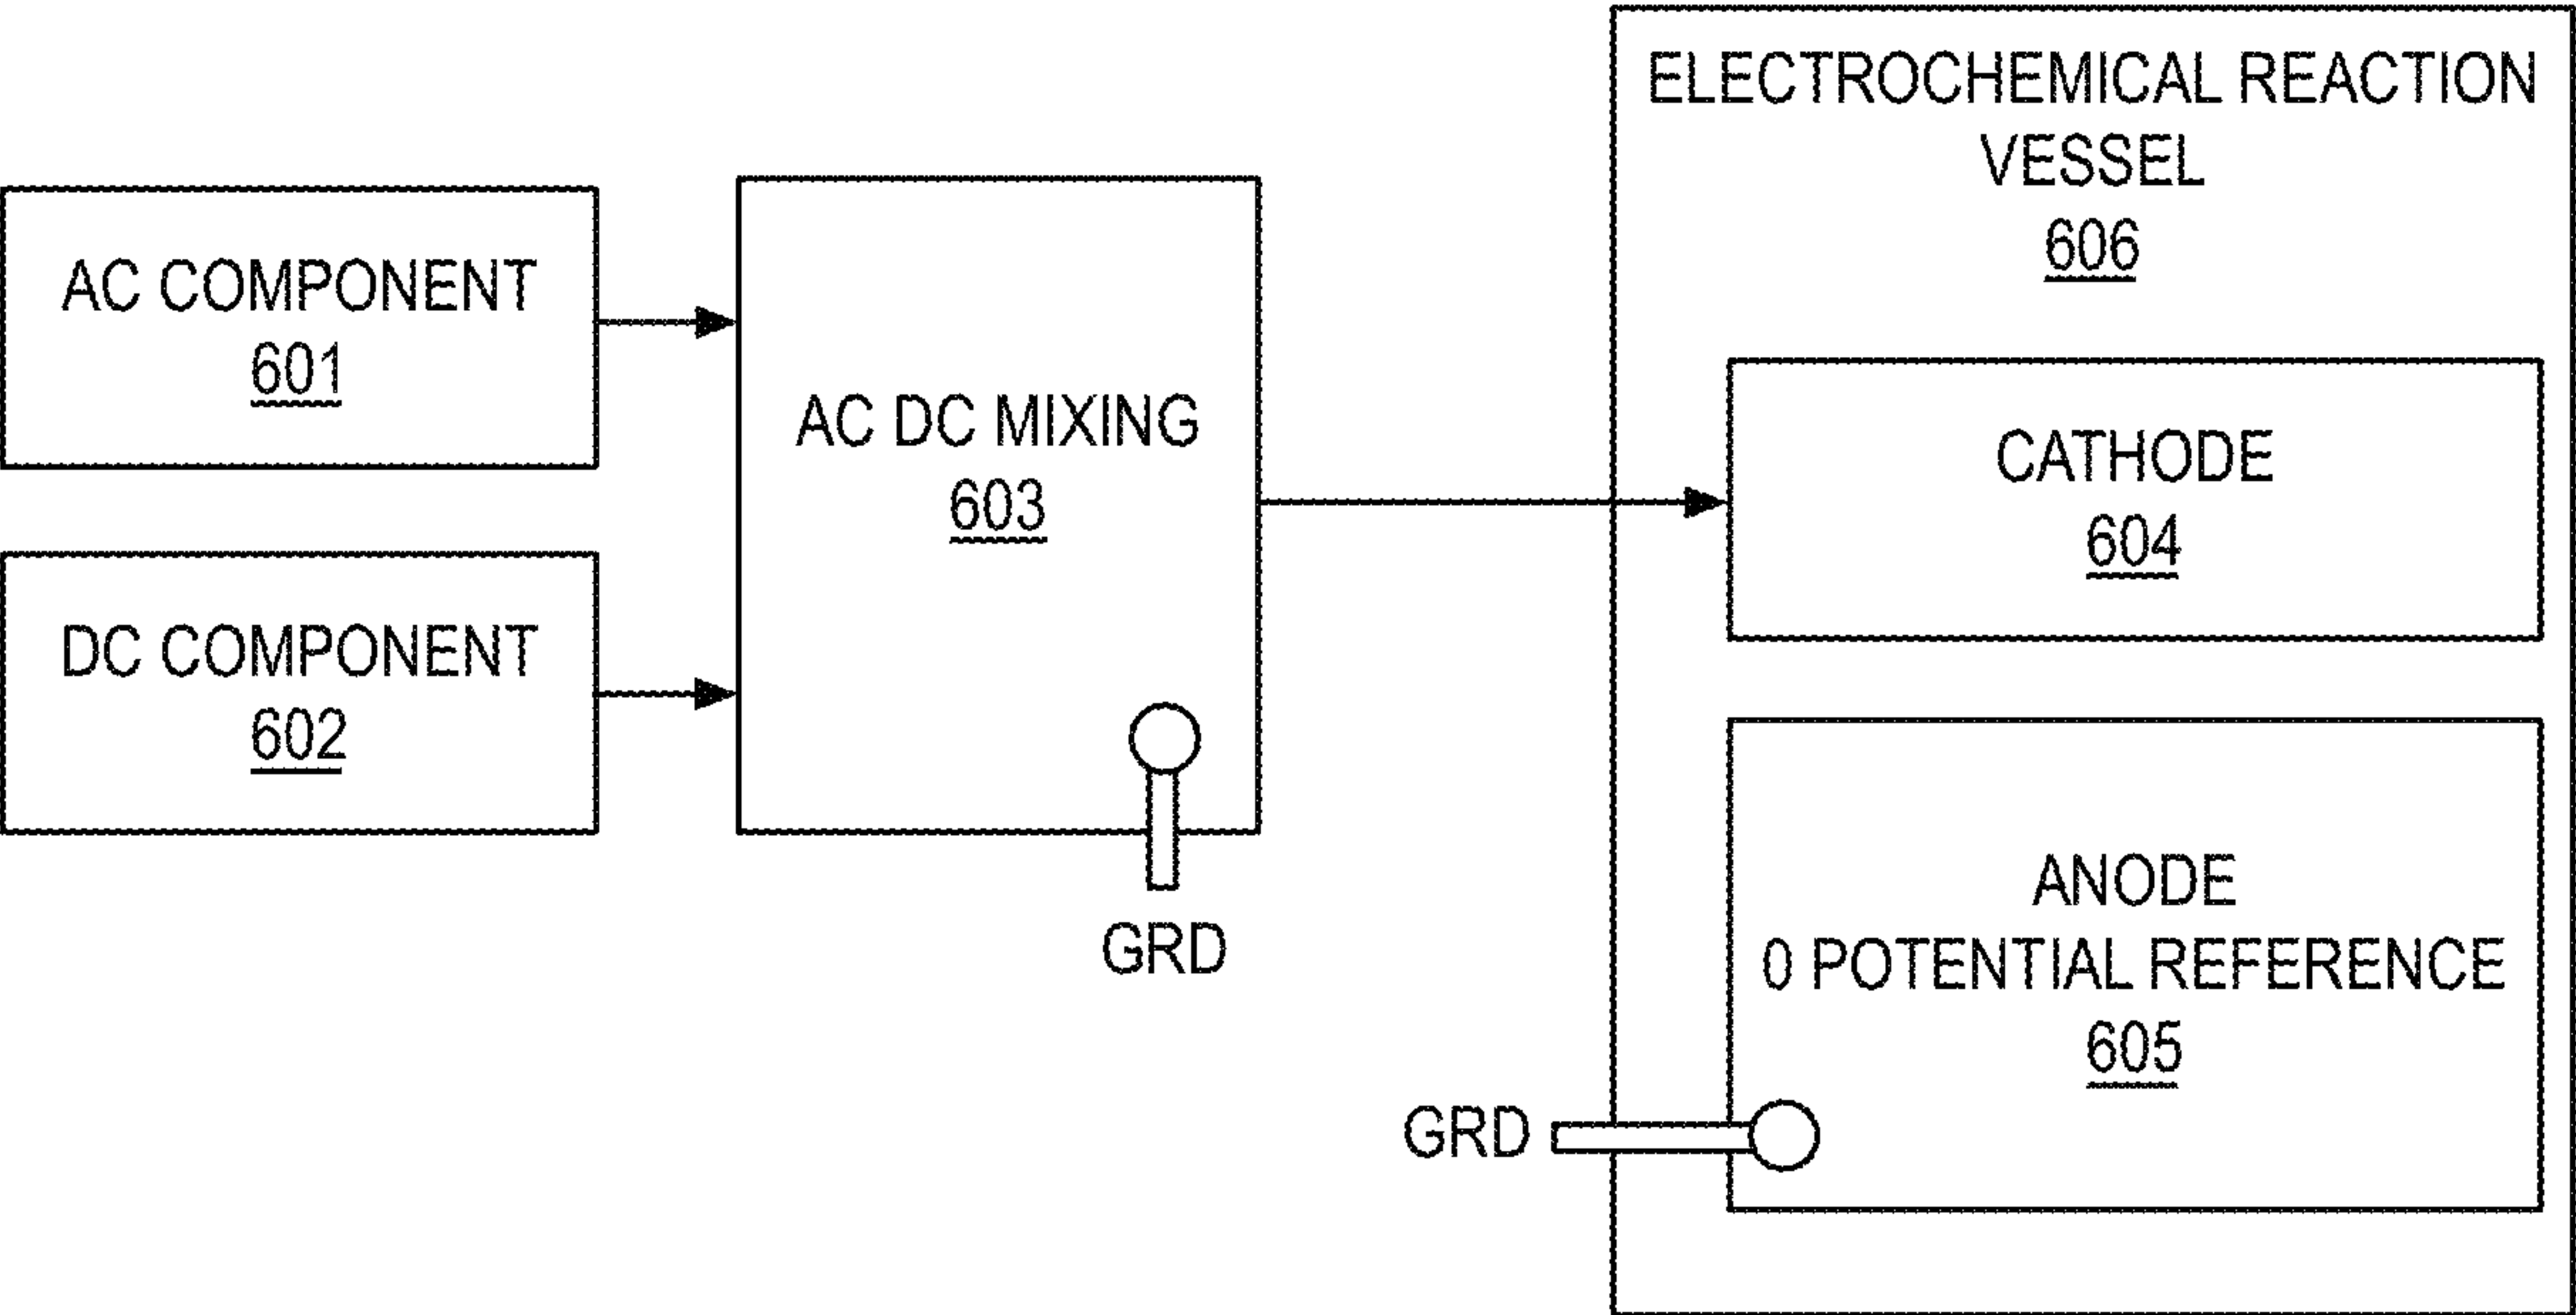 AC COMPONENT
601
DC COMPONENT
602
AC DC MIXING
603
GRD
ELECTROCHEMICAL REACTION
VESSEL
606
CATHODE
604
ANODE
0 POTENTIAL REFERENCE
605
GRD